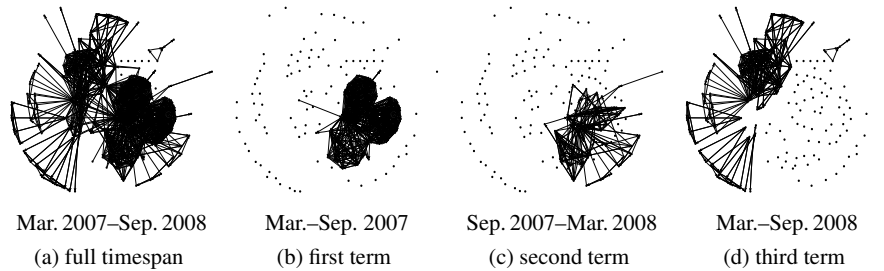 Mar. 2007–Sep. 2008 Mar.–Sep. 2007 Sep. 2007–Mar. 2008 Mar.–Sep. 2008
(a) full timespan (b) first term (c) second term (d) third term